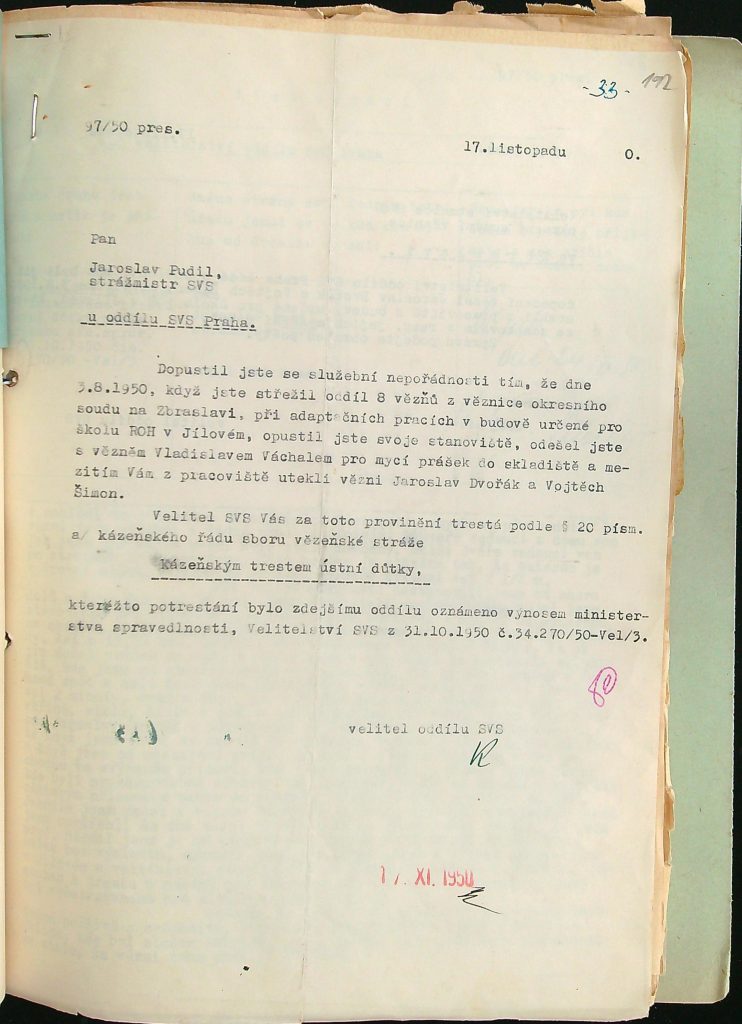 -33- 192
97/50 pres.
17.listopadu 0.
Pan
Jaroslav Pudil,
strážmistr SVS
u oddílu SVS Praha.
Dopustil jste se služební nepořádnosti tím, že dne
3.8.1950, když jste střežil oddíl 8 vězňů z věznice okresního
soudu na Zbraslavi, při adaptačních pracích v budově určené pro
školu ROH v Jílovém, opustil jste svoje stanoviště, odešel jste
s vězněm Vladislavem Váchalem pro mycí prášek do skladiště a me-
zitím Vám z pracoviště utekli vězni Jaroslav Dvořák a Vojtěch
Šimon.
Velitel SVS Vás za toto provinění trestá podle § 20 písm.
a/ kázeňského řádu sboru vězeňské stráže
Kázeňským trestem ústní důtky,
kteréžto potrestání bylo zdejšímu oddílu oznámeno výnosem minister-
stva spravedlnosti, Velitelství SVS z 31.10.1950 č.34.270/50-Vel/3.
velitel oddílu SVS
17. XI. 1950